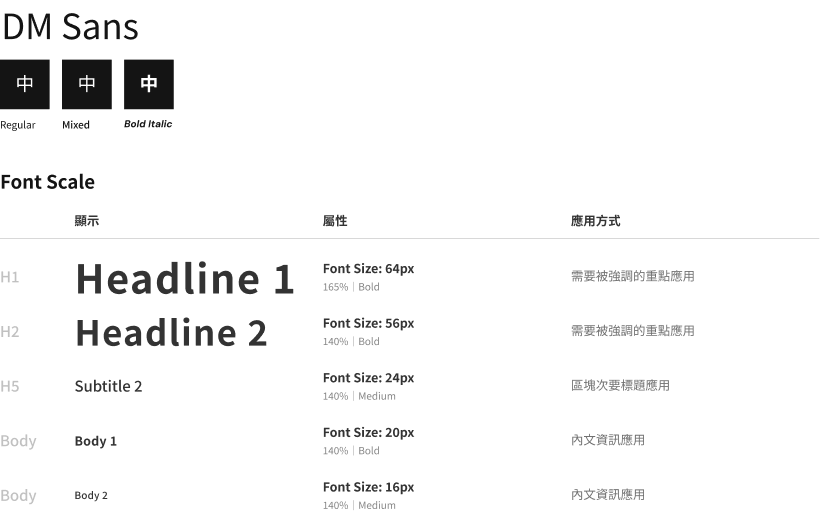 DM Sans
中 中 中
Regular Mixed Bold Italic
Font Scale
顯示 屬性 應用方式
H1 Headline 1 Font Size: 64px 需要被強調的重點應用
165% | Bold
H2 Headline 2 Font Size: 56px 需要被強調的重點應用
140% | Bold
H5 Subtitle 2 Font Size: 24px 區塊次要標題應用
140% | Medium
Body Body 1 Font Size: 20px 內文資訊應用
140% | Bold
Body Body 2 Font Size: 16px 內文資訊應用
140% | Medium